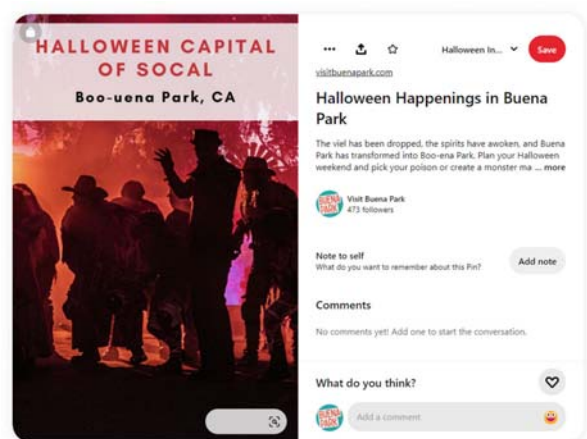 HALLOWEEN CAPITAL
OF SOCAL
Boo-uena Park, CA
Halloween In...
Save
visitbuenapark.com
Halloween Happenings in Buena
Park
The viel has been dropped, the spirits have awoken, and Buena
Park has transformed into Boo-ena Park. Plan your Halloween
weekend and pick your poison or create a monster ma ... more
BUENA
PARK
Visit Buena Park
473 followers
Note to self
What do you want to remember about this Pin?
Add note
Comments
No comments yet! Add one to start the conversation.
What do you think?
BUENA
PARK
Add a comment